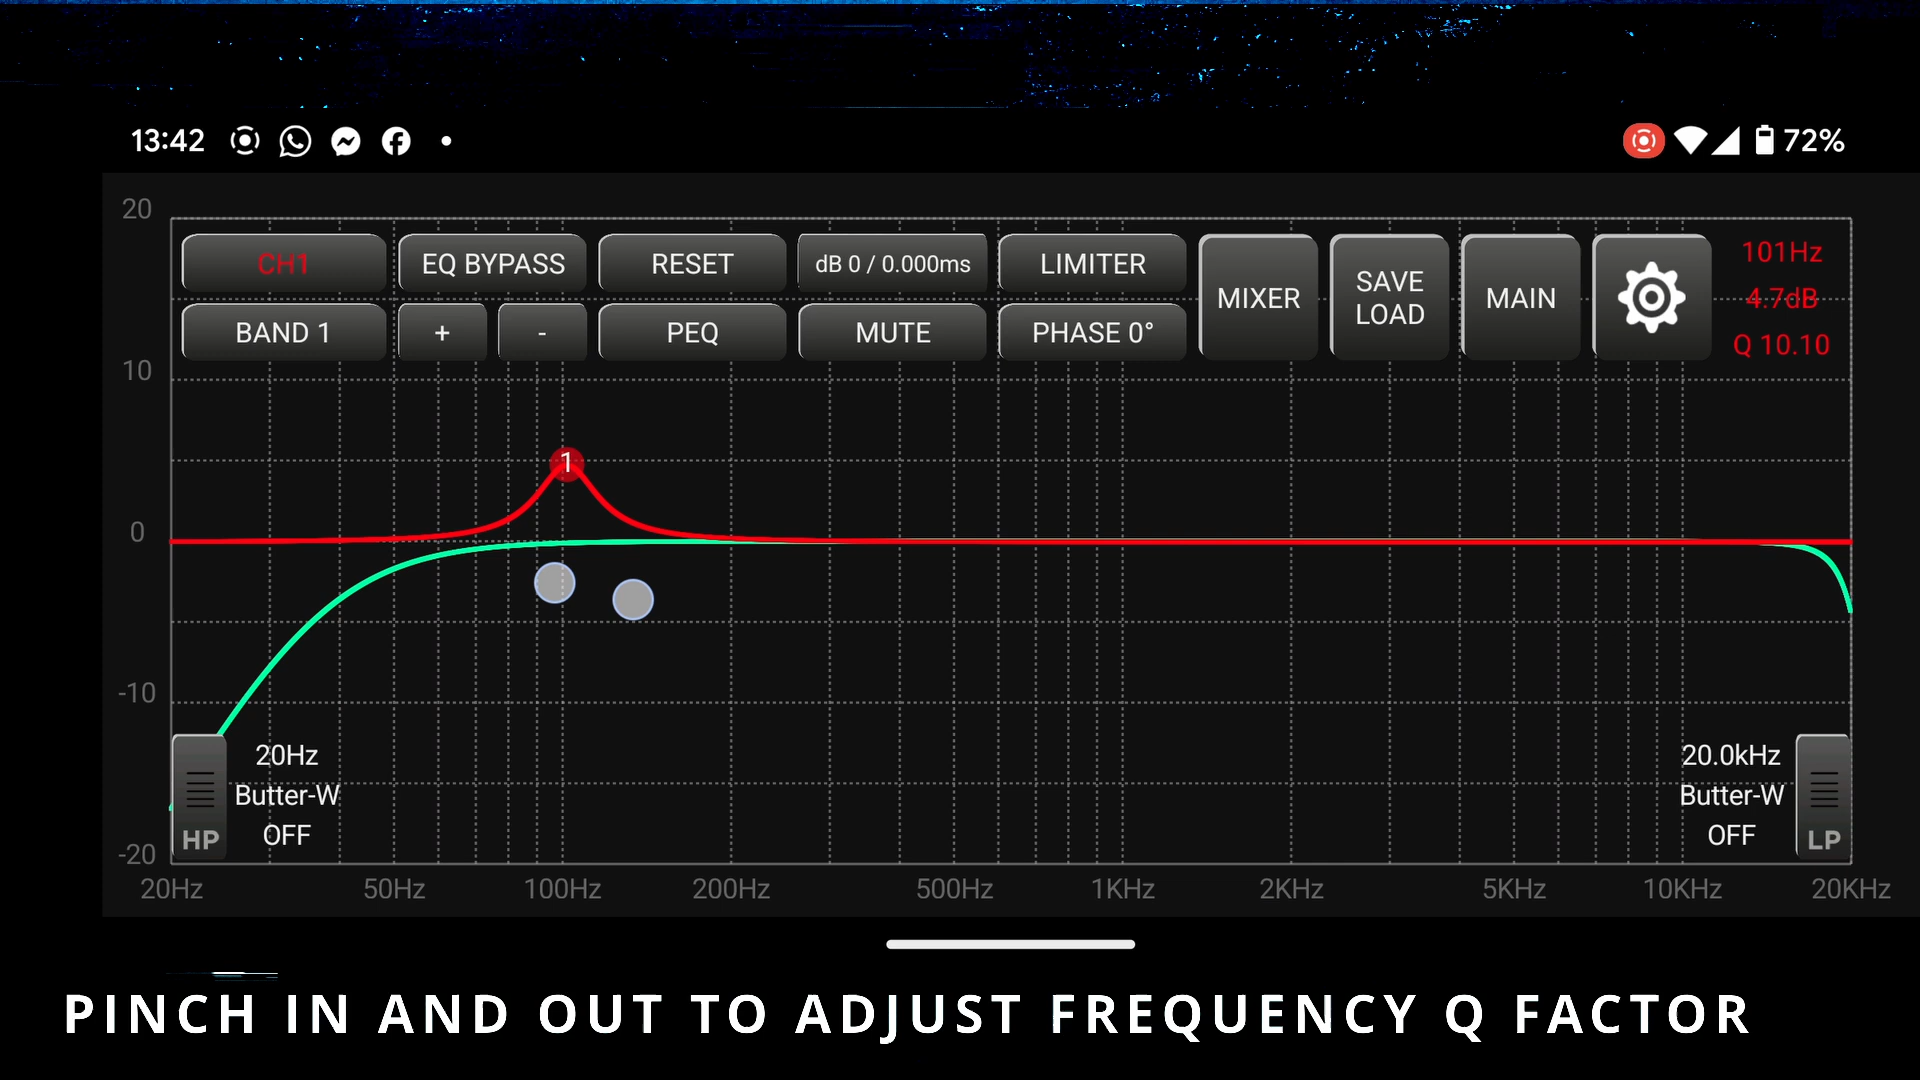 13:42
72%
20
CH1
EQ BYPASS
RESET
dB 0 / 0.000ms
LIMITER
MIXER
SAVE
LOAD
MAIN
101Hz
4.7dB
Q 10.10
BAND 1
+
-
PEQ
MUTE
PHASE 0°
10
1
0
-10
20Hz
Butter-W
OFF
HP
20.0kHz
Butter-W
OFF
LP
-20
20Hz
50Hz
100Hz
200Hz
500Hz
1KHz
2KHz
5KHz
10KHz
20KHz
PINCH IN AND OUT TO ADJUST FREQUENCY Q FACTOR